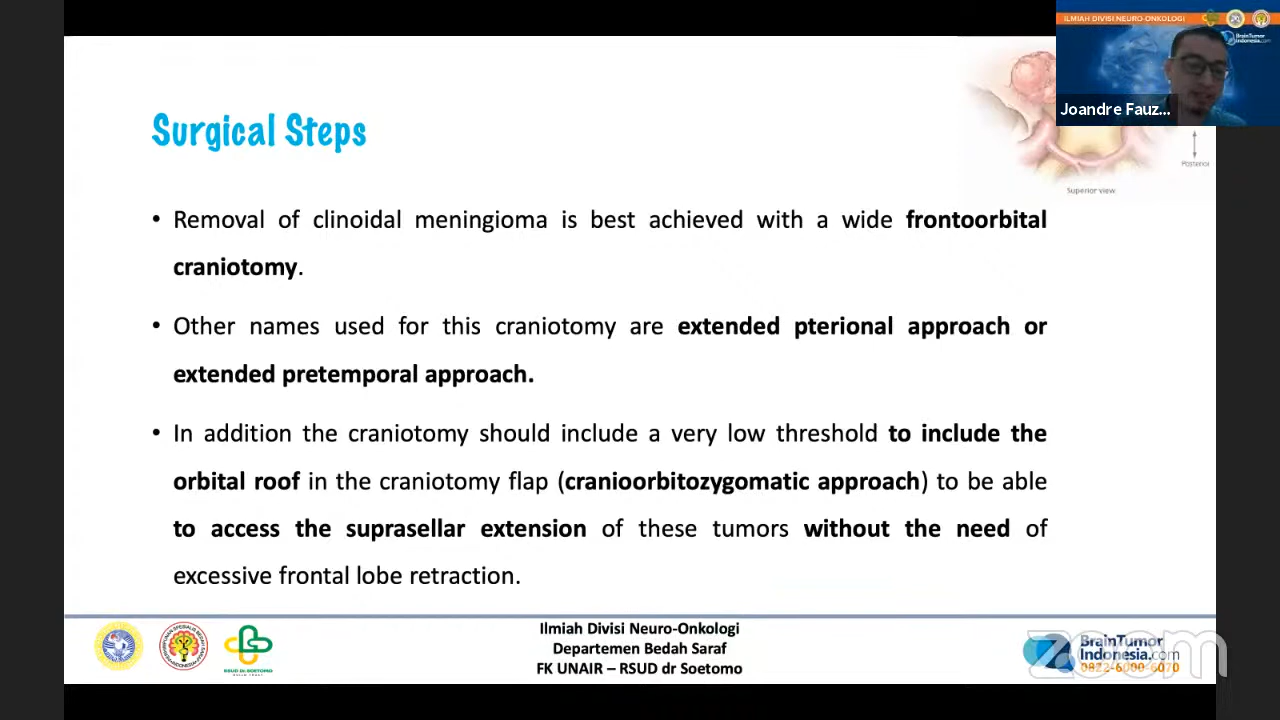 ILMIAH DIVISI NEURO-ONKOLOGI
BrainTumor
Indonesia.com
Joandre Fauz...
Posterior
Superior view
Surgical Steps
• Removal of clinoidal meningioma is best achieved with a wide frontoorbital
craniotomy.
• Other names used for this craniotomy are extended pterional approach or
extended pretemporal approach.
• In addition the craniotomy should include a very low threshold to include the
orbital roof in the craniotomy flap (cranioorbitozygomatic approach) to be able
to access the suprasellar extension of these tumors without the need of
excessive frontal lobe retraction.
RSUD dr SOETOMO
Ilmiah Divisi Neuro-Onkologi
Departemen Bedah Saraf
FK UNAIR – RSUD dr Soetomo
BrainTumor
Indonesia.com
0822-6000-6070
zoom